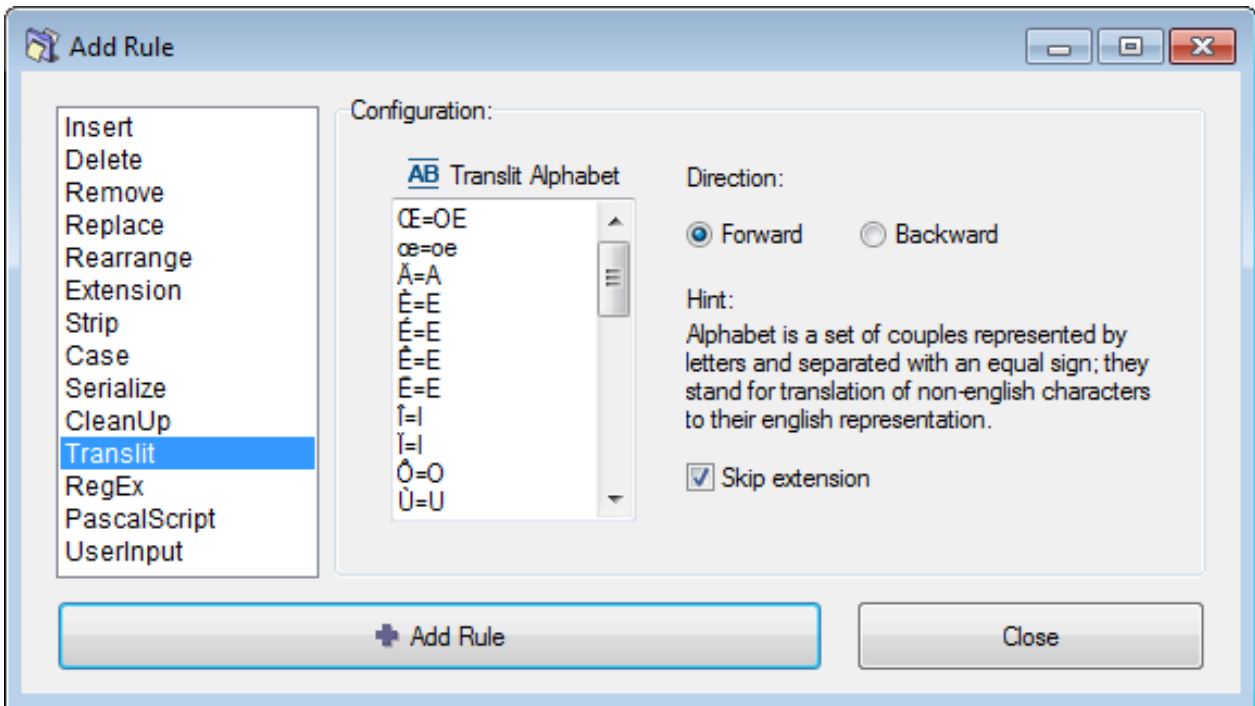 Add Rule
Insert
Delete
Remove
Replace
Rearrange
Extension
Strip
Case
Serialize
CleanUp
Translit
RegEx
PascalScript
UserInput
Configuration:
AB Translit Alphabet
Œ=OE
œ=oe
Ä=A
È=E
É=E
Ê=E
Ë=E
Î=I
Ï=I
Ô=O
Ù=U
Direction:
Forward
Backward
Hint:
Alphabet is a set of couples represented by
letters and separated with an equal sign; they
stand for translation of non-english characters
to their english representation.
Skip extension
Add Rule
Close